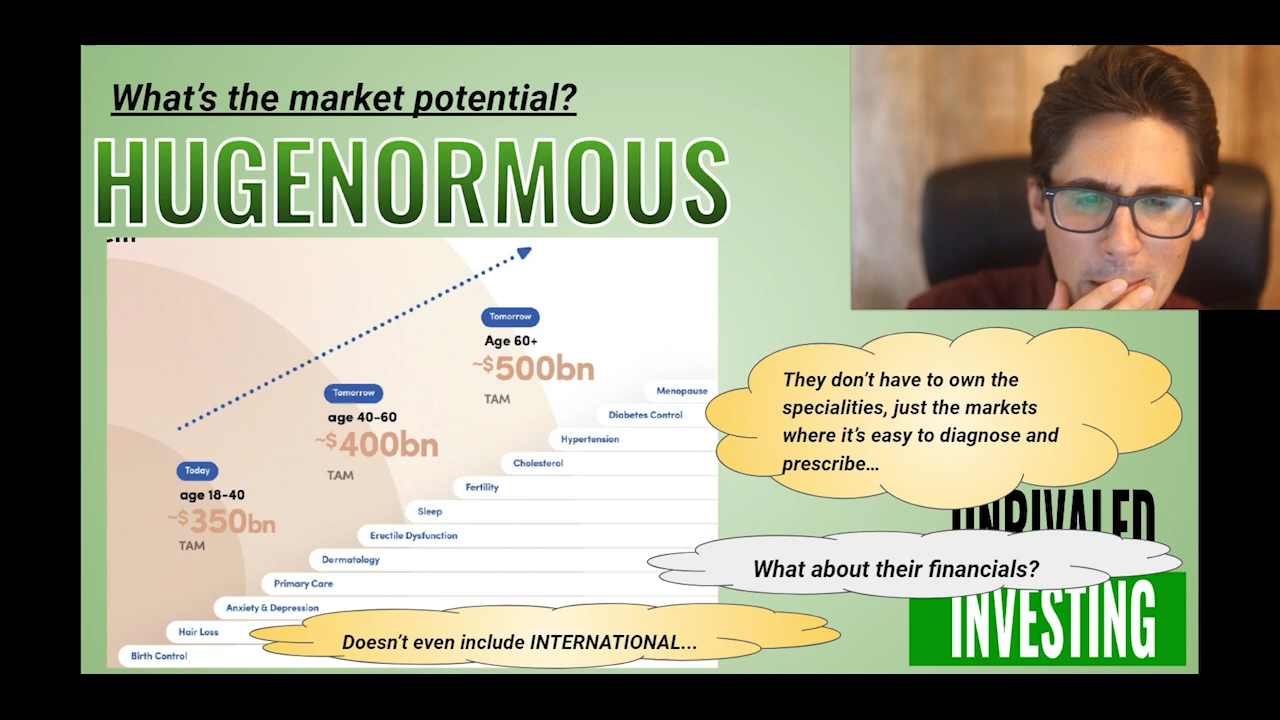 What's the market potential?
HUGENORMOUS
Tomorrow
Age 60+
~$500bn
TAM
Tomorrow
age 40-60
~$400bn
TAM
Today
age 18-40
~$350bn
TAM
Menopause
Diabetes Control
Hypertension
Cholesterol
Fertility
Sleep
Erectile Dysfunction
Dermatology
Primary Care
Anxiety & Depression
Hair Loss
Birth Control
They don't have to own the
specialities, just the markets
where it's easy to diagnose and
prescribe...
What about their financials?
Doesn't even include INTERNATIONAL...
UNRIVALED
INVESTING